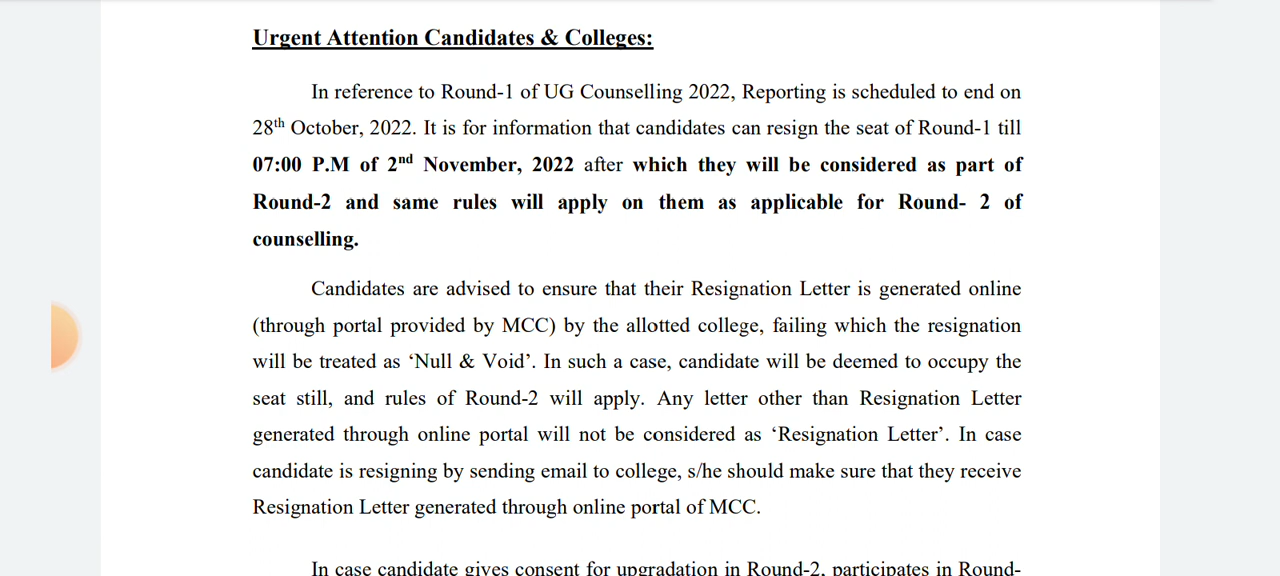 Urgent Attention Candidates & Colleges:
In reference to Round-1 of UG Counselling 2022, Reporting is scheduled to end on
28th October, 2022. It is for information that candidates can resign the seat of Round-1 till
07:00 P.M of 2nd November, 2022 after which they will be considered as part of
Round-2 and same rules will apply on them as applicable for Round- 2 of
counselling.
Candidates are advised to ensure that their Resignation Letter is generated online
(through portal provided by MCC) by the allotted college, failing which the resignation
will be treated as ‘Null & Void’. In such a case, candidate will be deemed to occupy the
seat still, and rules of Round-2 will apply. Any letter other than Resignation Letter
generated through online portal will not be considered as ‘Resignation Letter’. In case
candidate is resigning by sending email to college, s/he should make sure that they receive
Resignation Letter generated through online portal of MCC.
In case candidate gives consent for upgradation in Round-2, participates in Round-